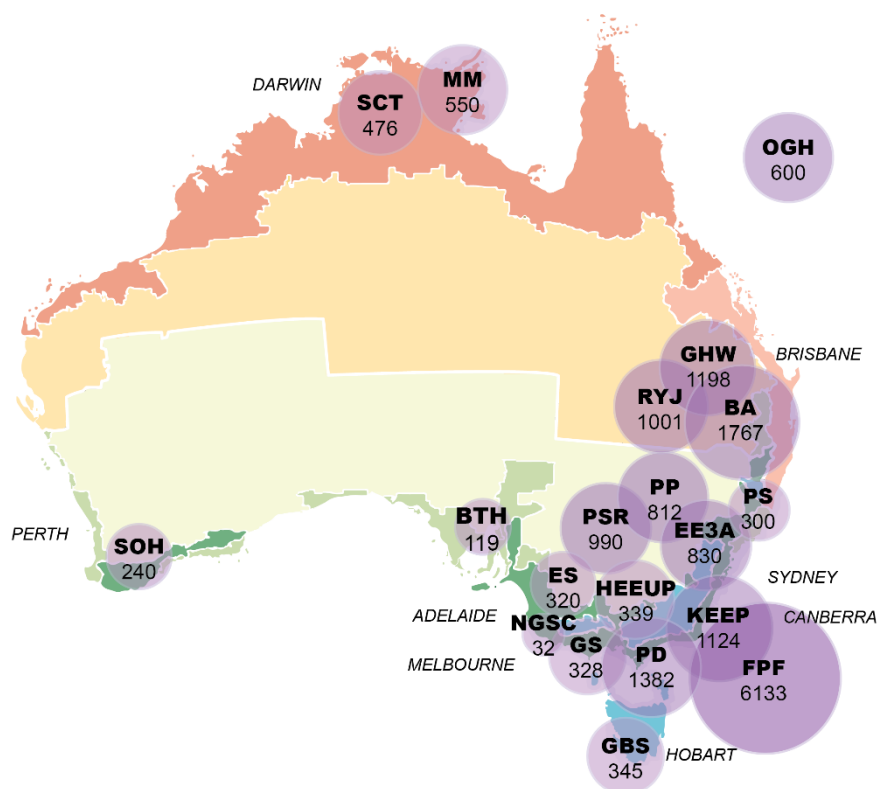 DARWIN
SCT
476
MM
550
OGH
600
GHW
1198
BRISBANE
RYJ
1001
BA
1767
PP
812
PS
300
BTH
119
PSR
990
EE3A
830
PERTH
SOH
240
ES
320
HEEUP
339
SYDNEY
ADELAIDE
NGSC
32
KEEP
1124
CANBERRA
MELBOURNE
GS
328
PD
1382
FPF
6133
GBS
345
HOBART